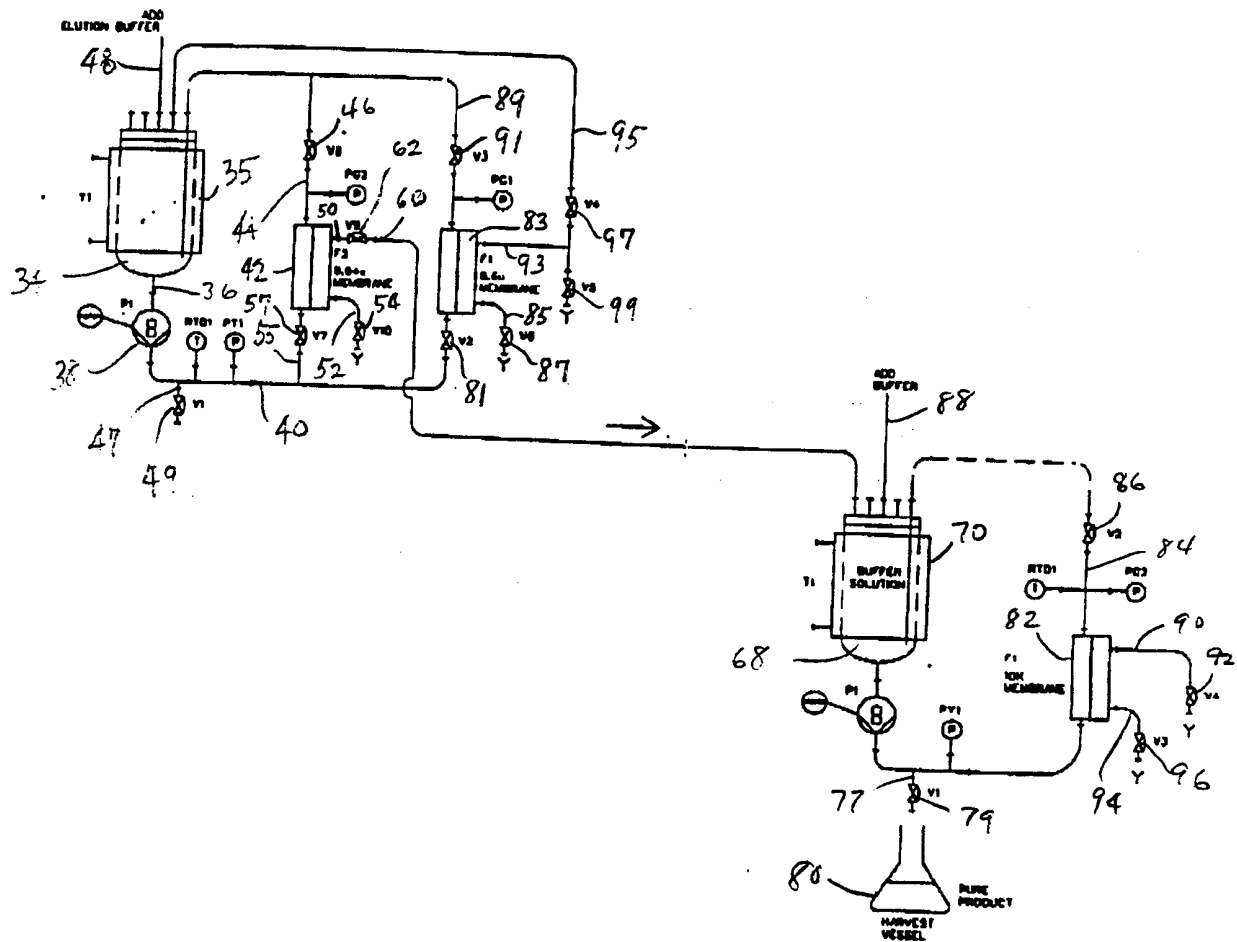 ADD
ELUTION BUFFER
48
46
89
V8
91
V3
62
95
35
T1
PG2
P
PG1
P
V4
44
50
60
83
97
42
F2
MEMBRANE
F1
MEMBRANE
93
36
57
54
85
V5
99
P1
RTD1
T
PT1
P
V7
V10
V2
V6
38
55
52
81
87
V1
40
47
49
ADD
BUFFER
88
86
V2
70
84
BUFFER
SOLUTION
T1
RTD1
T
PG2
P
82
90
68
F1
10K
MEMBRANE
92
V4
P1
PT1
P
V3
94
96
77
V1
79
80
PURE
PRODUCT
HARVEST
VESSEL